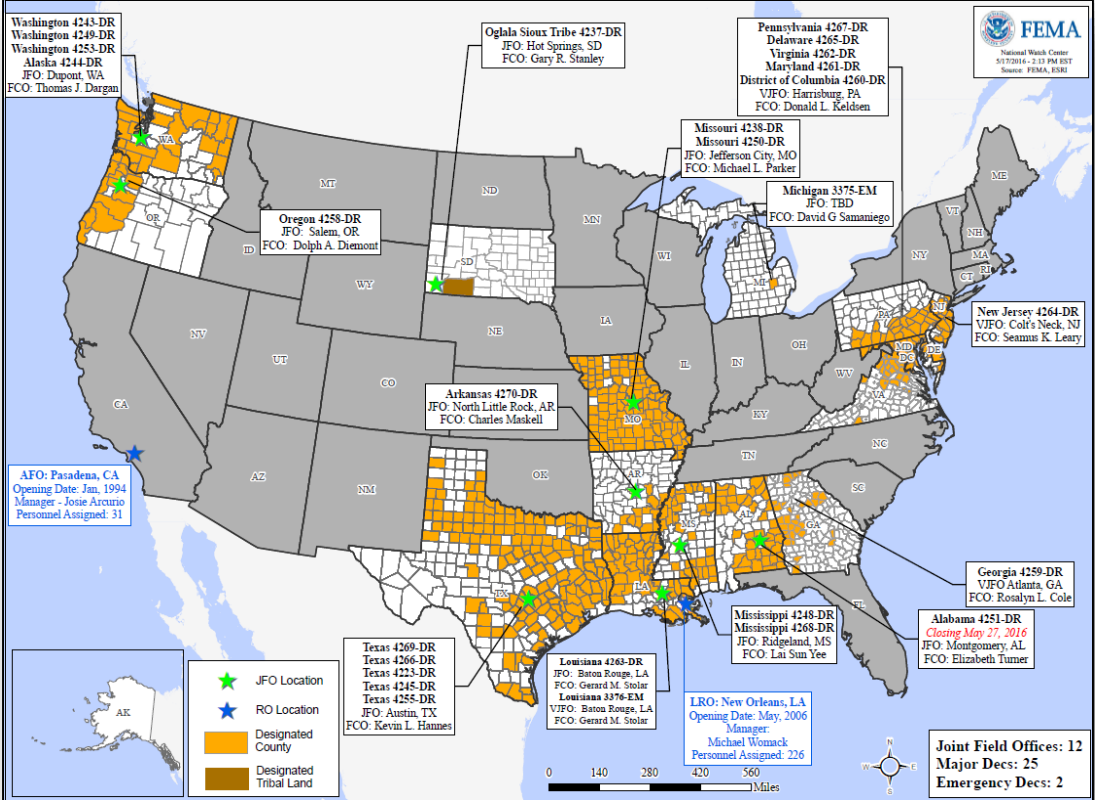 Washington 4243-DR
Washington 4249-DR
Washington 4253-DR
Alaska 4244-DR
JFO: Dupont, WA
FCO: Thomas J. Dargan
Oglala Sioux Tribe 4237-DR
JFO: Hot Springs, SD
FCO: Gary R. Stanley
Pennsylvania 4267-DR
Delaware 4265-DR
Virginia 4262-DR
Maryland 4261-DR
District of Columbia 4260-DR
VJFO: Harrisburg, PA
FCO: Donald L. Keldsen
FEMA
National Watch Center
5/17/2016 - 2:13 PM EST
Source: FEMA, ESRI
Missouri 4238-DR
Missouri 4250-DR
JFO: Jefferson City, MO
FCO: Michael L. Parker
Michigan 3375-EM
JFO: TBD
FCO: David G Samaniego
Oregon 4258-DR
JFO: Salem, OR
FCO: Dolph A. Diemont
New Jersey 4264-DR
VJFO: Colt's Neck, NJ
FCO: Seamus K. Leary
Arkansas 4270-DR
JFO: North Little Rock, AR
FCO: Charles Maskell
AFO: Pasadena, CA
Opening Date: Jan, 1994
Manager - Josie Arcurio
Personnel Assigned: 31
Georgia 4259-DR
VJFO Atlanta, GA
FCO: Rosalyn L. Cole
Alabama 4251-DR
Closing May 27, 2016
JFO: Montgomery, AL
FCO: Elizabeth Turner
Mississippi 4248-DR
Mississippi 4268-DR
JFO: Ridgeland, MS
FCO: Lai Sun Yee
Texas 4269-DR
Texas 4266-DR
Texas 4223-DR
Texas 4245-DR
Texas 4255-DR
JFO: Austin, TX
FCO: Kevin L. Hannes
Louisiana 4263-DR
JFO: Baton Rouge, LA
FCO: Gerard M. Stolar
Louisiana 3376-EM
VJFO: Baton Rouge, LA
FCO: Gerard M. Stolar
LRO: New Orleans, LA
Opening Date: May, 2006
Manager:
Michael Womack
Personnel Assigned: 226
WA
OR
MT
ID
WY
ND
SD
NE
MN
WI
IA
MI
IL
IN
OH
PA
NJ
NY
VT
NH
ME
MA
RI
CT
MD
DC
DE
WV
VA
KY
NC
SC
TN
GA
FL
AL
MS
AR
LA
MO
OK
TX
NM
AZ
CO
UT
NV
CA
AK
JFO Location
RO Location
Designated
County
Designated
Tribal Land
0 140 280 420 560
Miles
N
W E
S
Joint Field Offices: 12
Major Decs: 25
Emergency Decs: 2